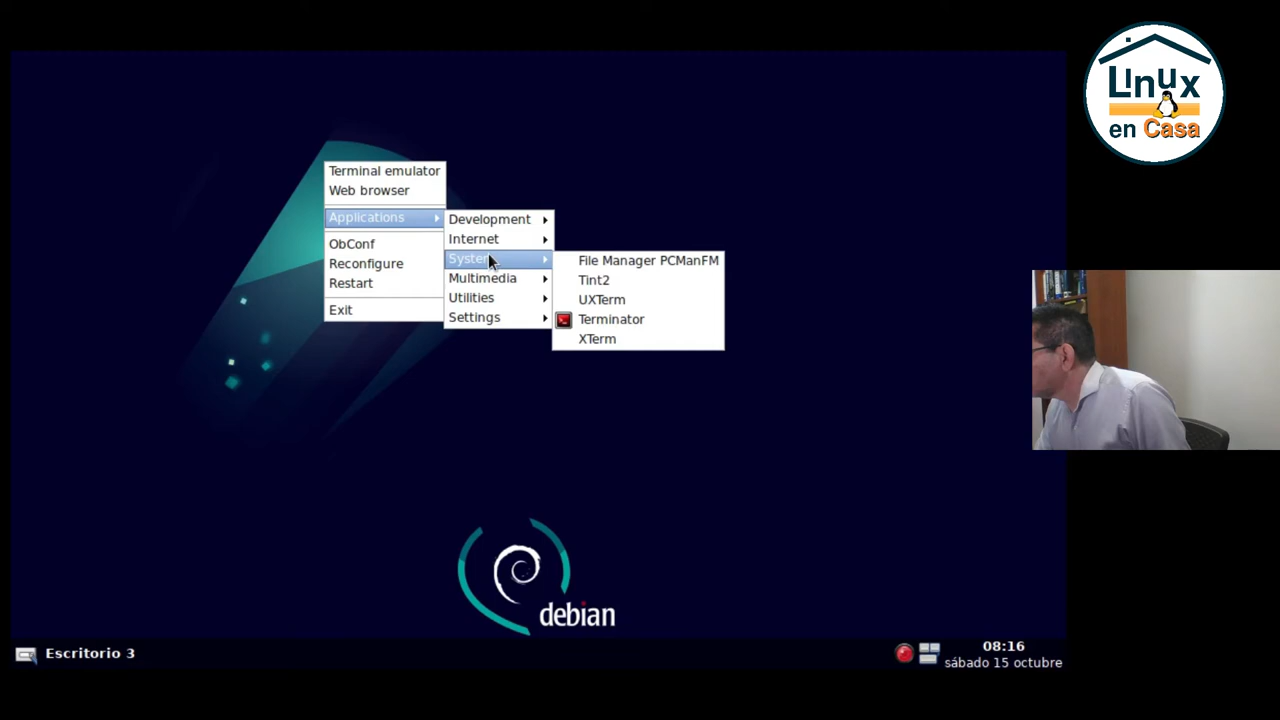 Linux
en Casa
Terminal emulator
Web browser
Applications
ObConf
Reconfigure
Restart
Exit
Development
Internet
System
Multimedia
Utilities
Settings
File Manager PCManFM
Tint2
UXTerm
Terminator
XTerm
debian
Escritorio 3
08:16
sábado 15 octubre